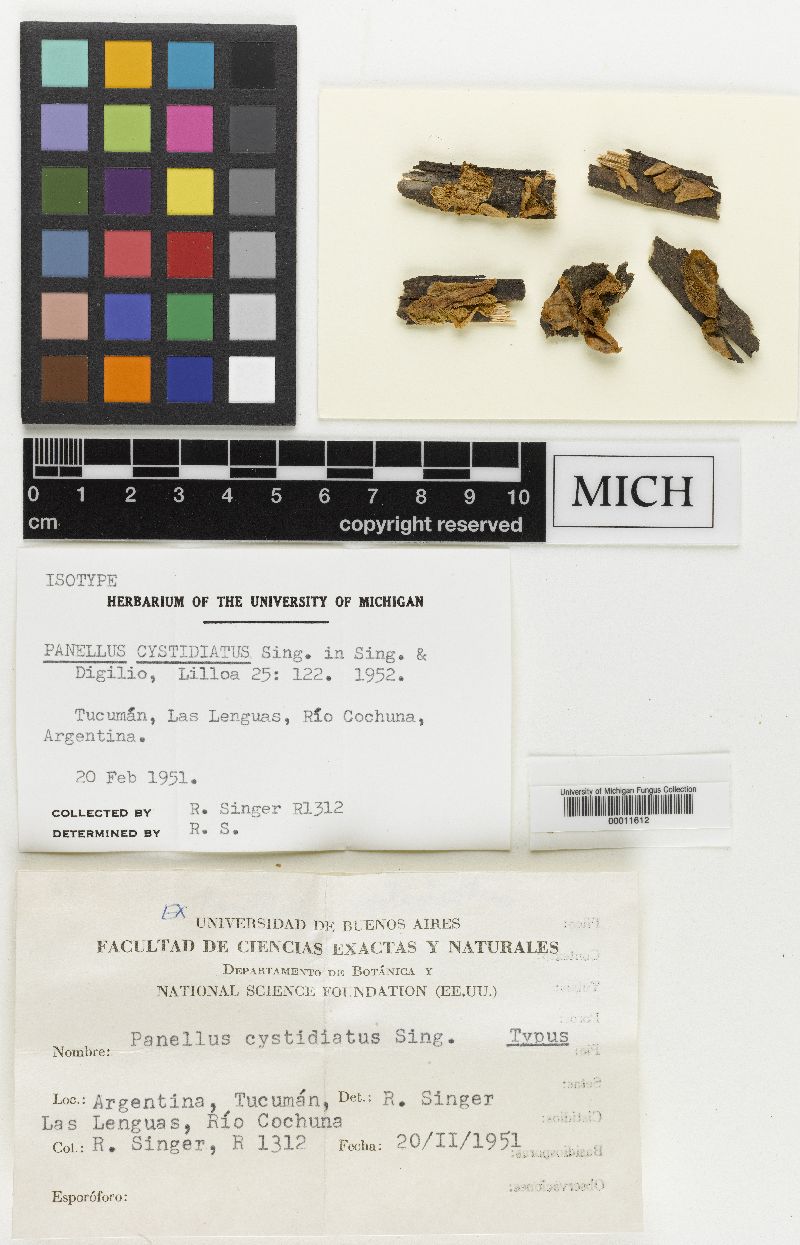 0 1 2 3 4 5 6 7 8 9 10
cm copyright reserved
MICH
ISOTYPE
HERBARIUM OF THE UNIVERSITY OF MICHIGAN
PANELLUS CYSTIDIATUS Sing. in Sing. &
Digilio, Lilloa 25: 122. 1952.
Tucumán, Las Lenguas, Río Cochuna,
Argentina.
20 Feb 1951.
COLLECTED BY R. Singer R1312
DETERMINED BY R. S.
University of Michigan Fungus Collection
00011612
EX
UNIVERSIDAD DE BUENOS AIRES
FACULTAD DE CIENCIAS EXACTAS Y NATURALES
DEPARTAMENTO DE BOTÁNICA Y
NATIONAL SCIENCE FOUNDATION (EE.UU.)
Nombre: Panellus cystidiatus Sing. Typus
Loc.: Argentina, Tucumán, Det.: R. Singer
Las Lenguas, Río Cochuna
Col.: R. Singer, R 1312 Fecha: 20/II/1951
Esporóforo: